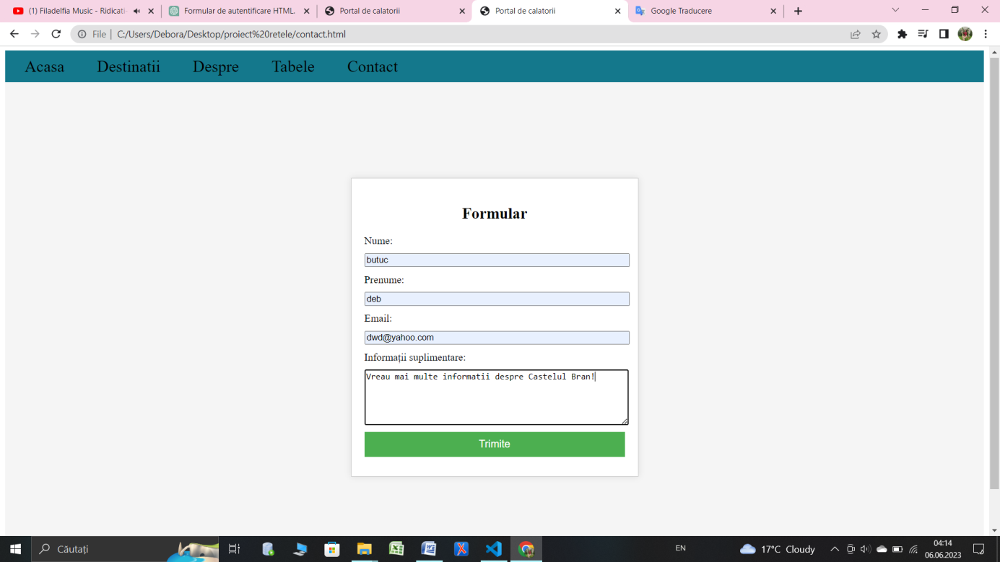 (1) Filadelfia Music - Ridicati-
Formular de autentificare HTML.
Portal de calatorii
Portal de calatorii
Google Traducere
File | C:/Users/Debora/Desktop/proiect%20retele/contact.html
Acasa Destinatii Despre Tabele Contact
Formular
Nume:
butuc
Prenume:
deb
Email:
dwd@yahoo.com
Informații suplimentare:
Vreau mai multe informatii despre Castelul Bran!
Trimite
Căutați
EN
17°C Cloudy
04:14
06.06.2023